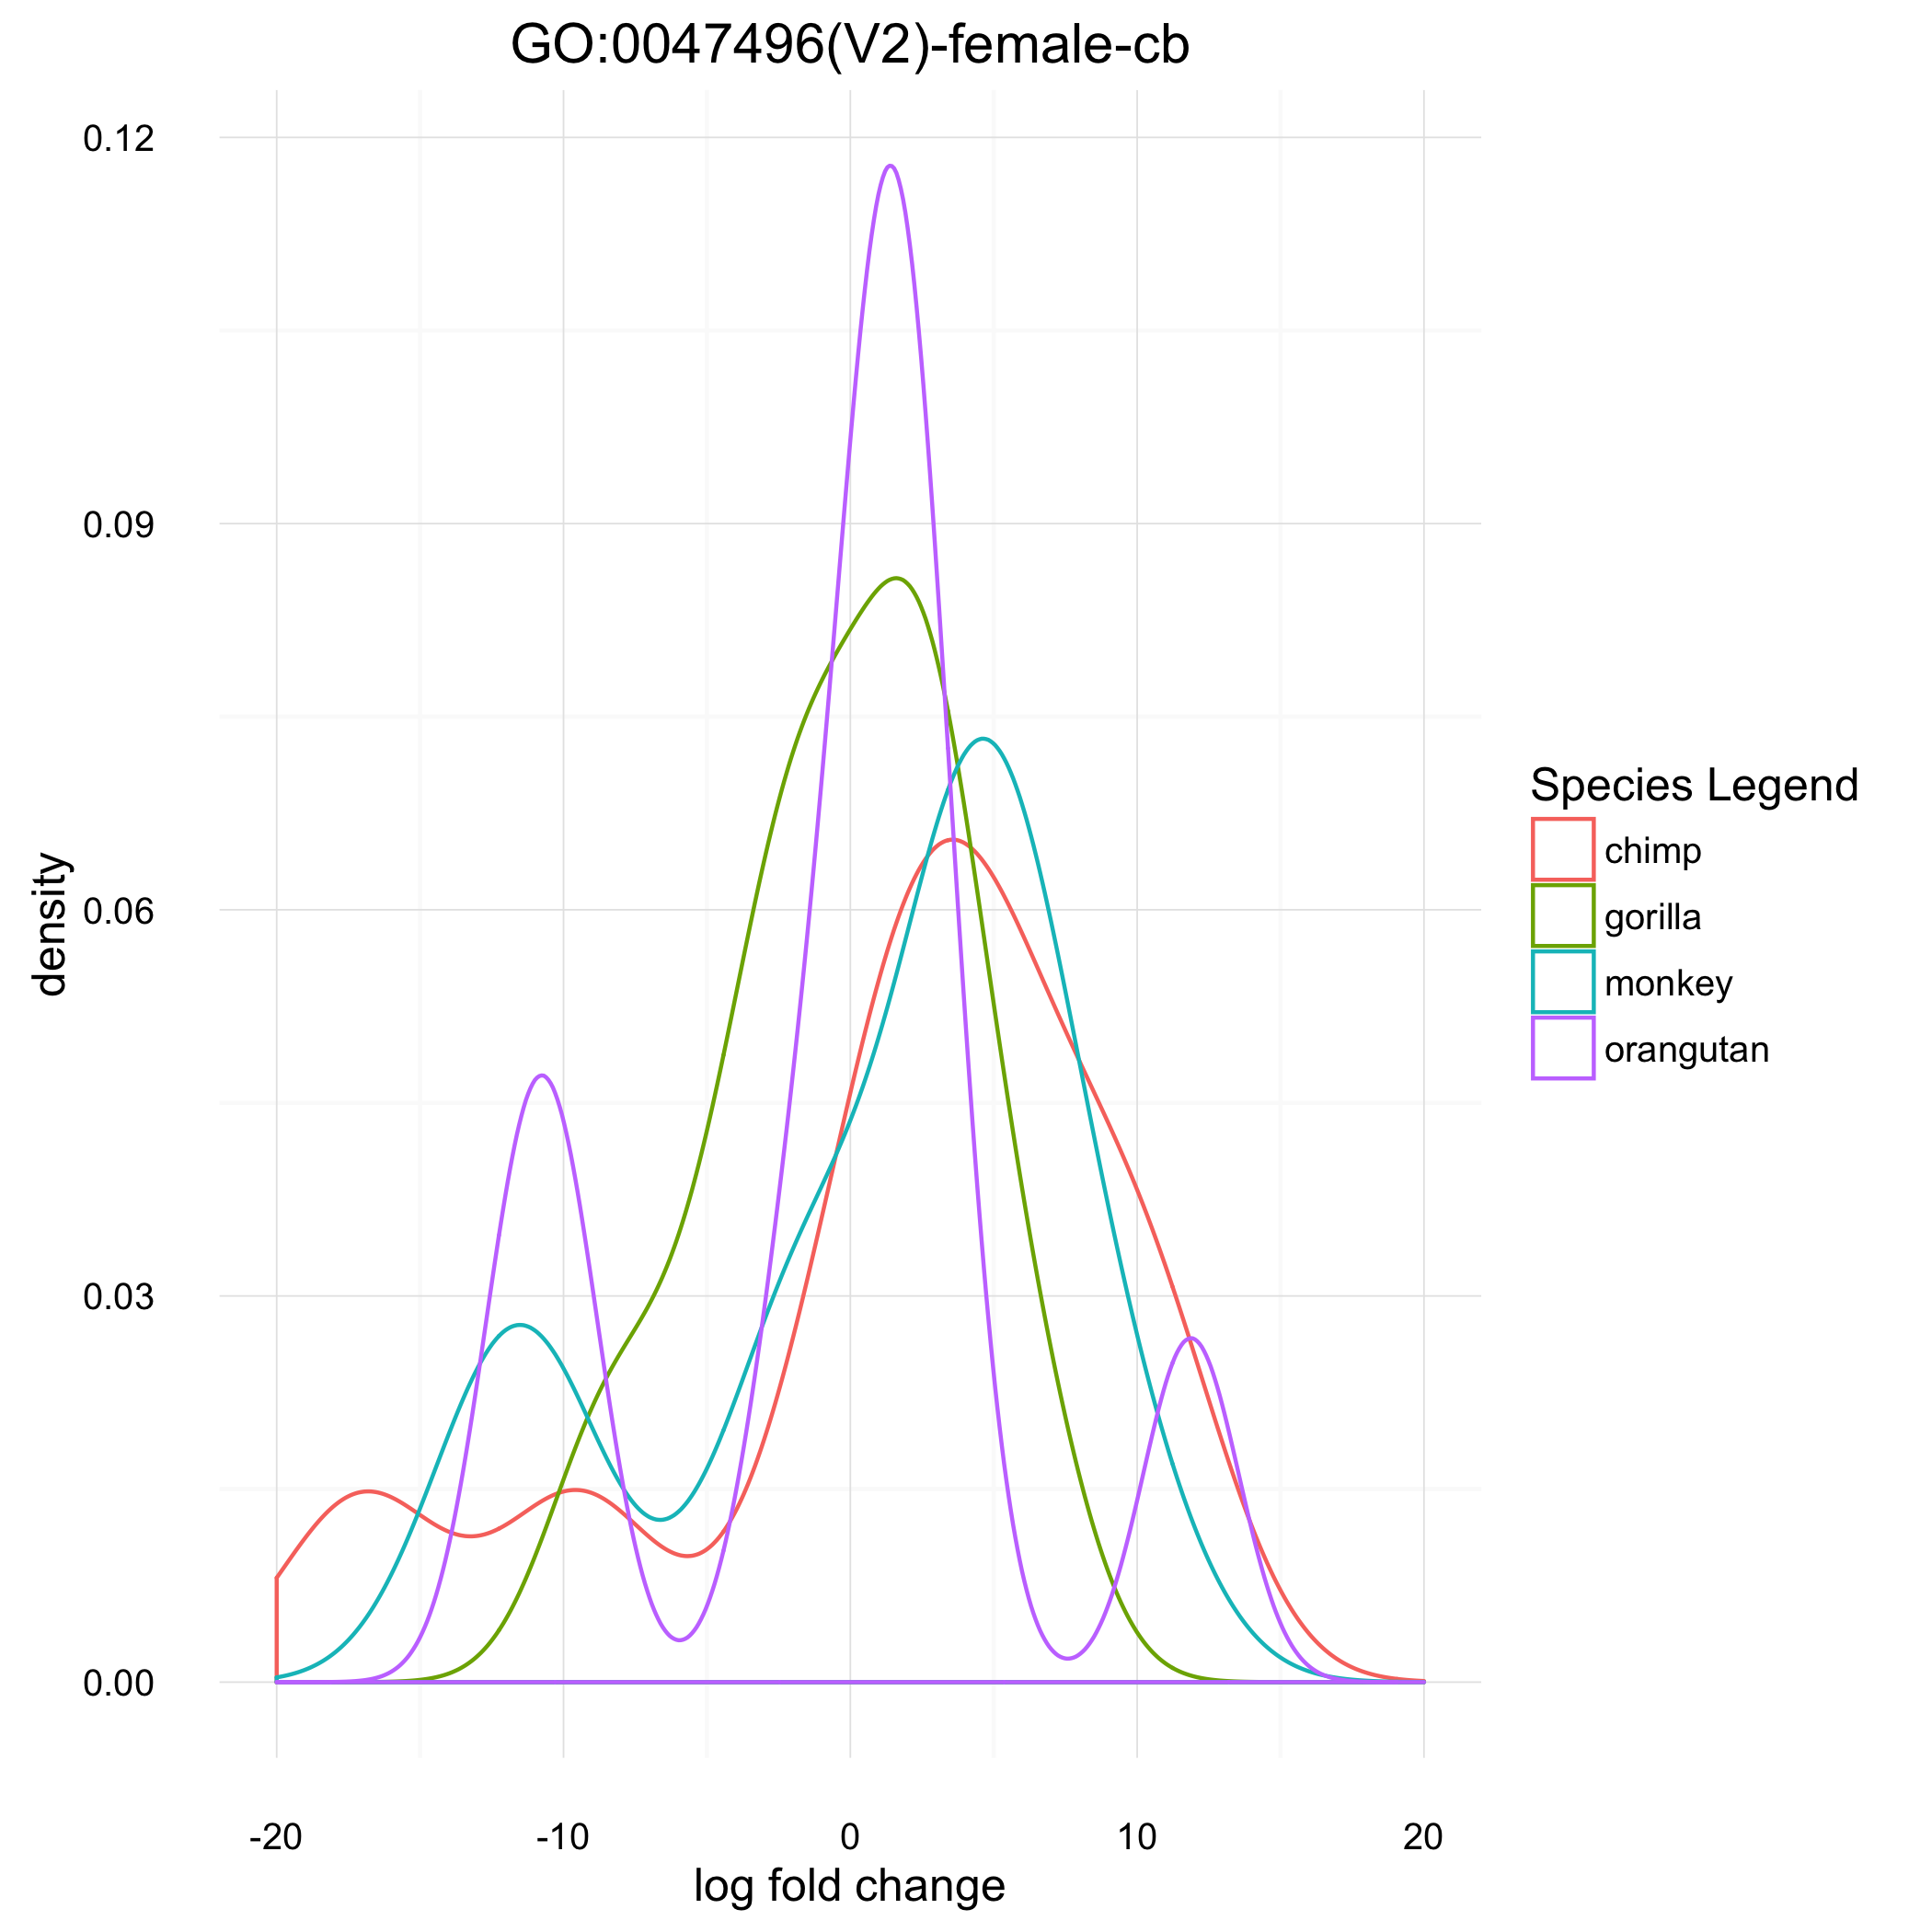 GO:0047496(V2)-female-cb
0.12
0.09
0.06
0.03
0.00
density
-20 -10 0 10 20
log fold change
Species Legend
chimp
gorilla
monkey
orangutan